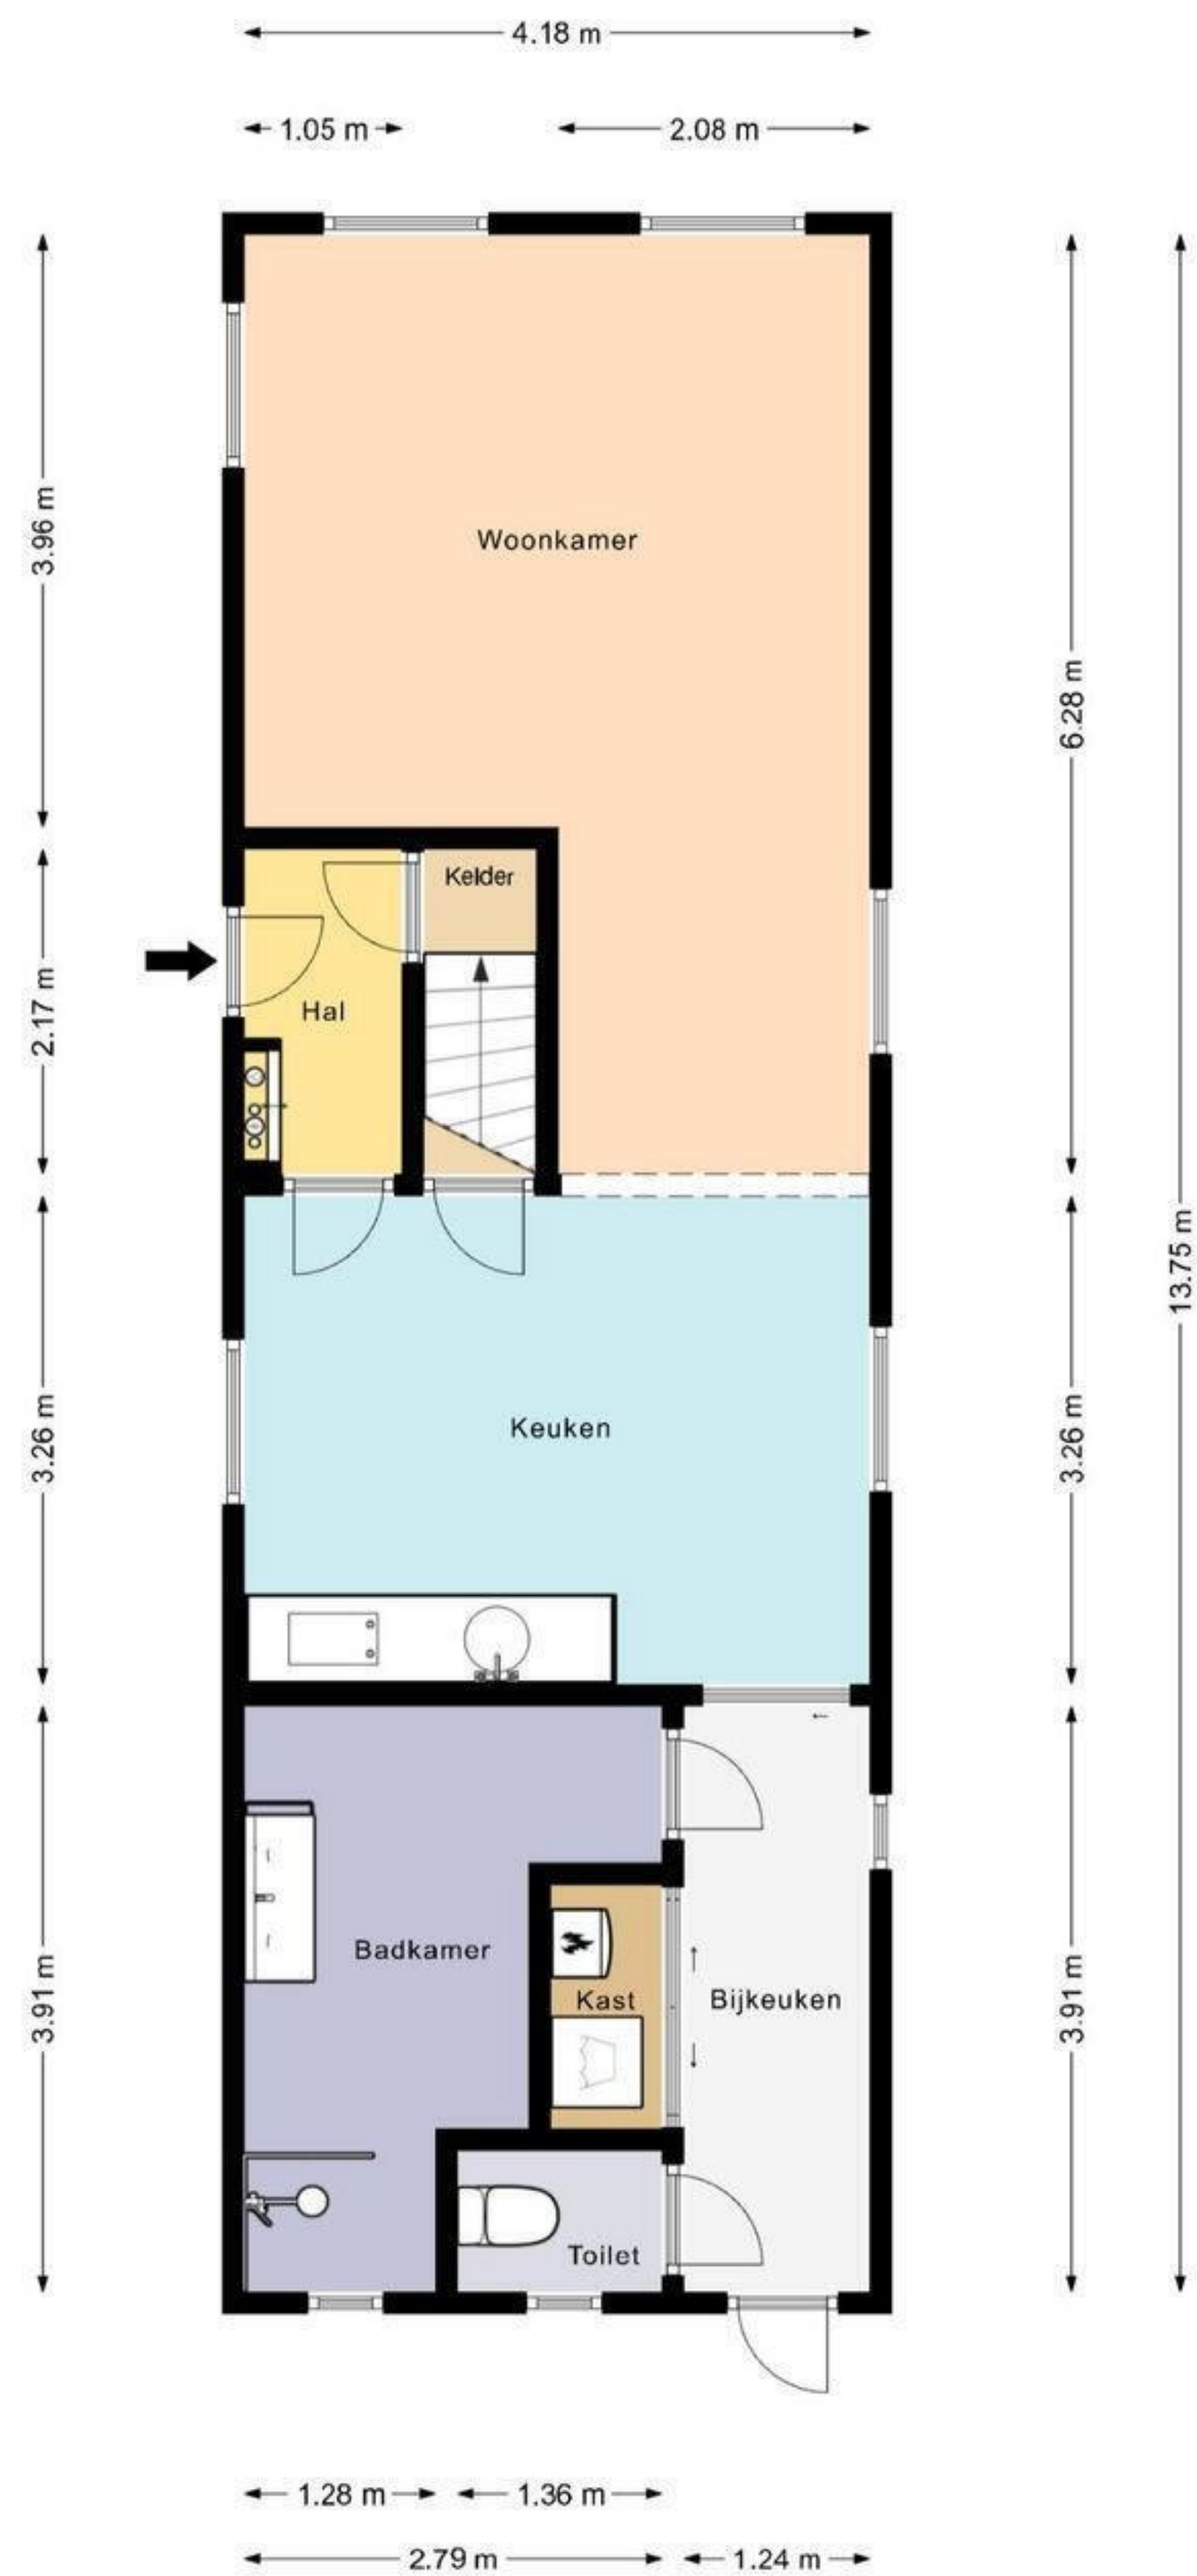 4.18 m
1.05 m
2.08 m
3.96 m
Woonkamer
6.28 m
Kelder
2.17 m
Hal
13.75 m
3.26 m
Keuken
3.26 m
3.91 m
Badkamer
Kast
Bijkeuken
3.91 m
Toilet
1.28 m
1.36 m
2.79 m
1.24 m